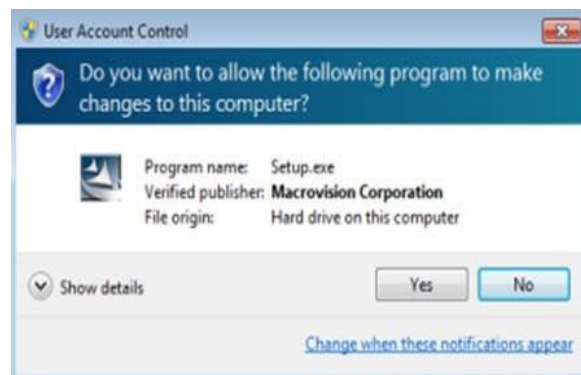 User Account Control
Do you want to allow the following program to make
changes to this computer?
Program name: Setup.exe
Verified publisher: Macrovision Corporation
File origin: Hard drive on this computer
Show details
Yes
No
Change when these notifications appear